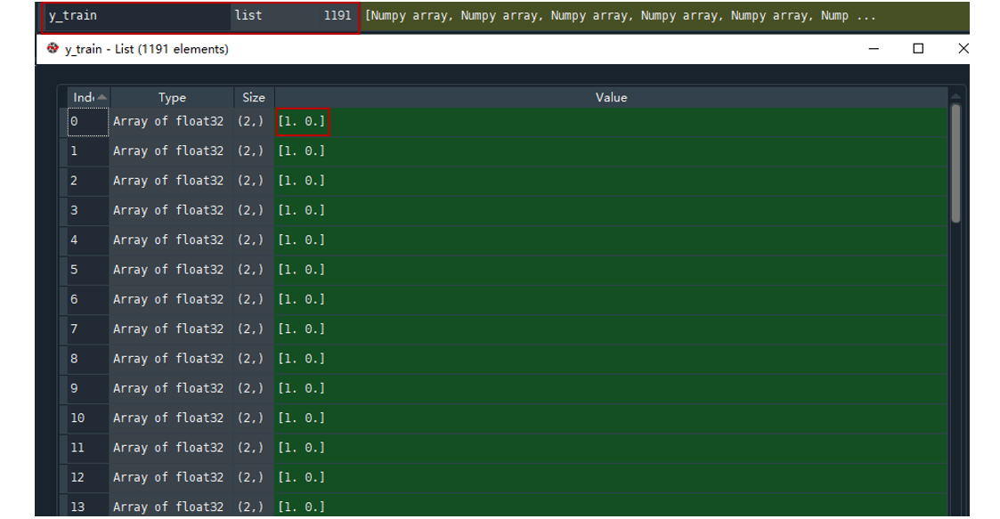 y_train list 1191 [Numpy array, Numpy array, Numpy array, Numpy array, Numpy array, Nump ...
y_train - List (1191 elements)
Ind Type Size Value
0 Array of float32 (2,) [1. 0.]
1 Array of float32 (2,) [1. 0.]
2 Array of float32 (2,) [1. 0.]
3 Array of float32 (2,) [1. 0.]
4 Array of float32 (2,) [1. 0.]
5 Array of float32 (2,) [1. 0.]
6 Array of float32 (2,) [1. 0.]
7 Array of float32 (2,) [1. 0.]
8 Array of float32 (2,) [1. 0.]
9 Array of float32 (2,) [1. 0.]
10 Array of float32 (2,) [1. 0.]
11 Array of float32 (2,) [1. 0.]
12 Array of float32 (2,) [1. 0.]
13 Array of float32 (2,) [1. 0.]